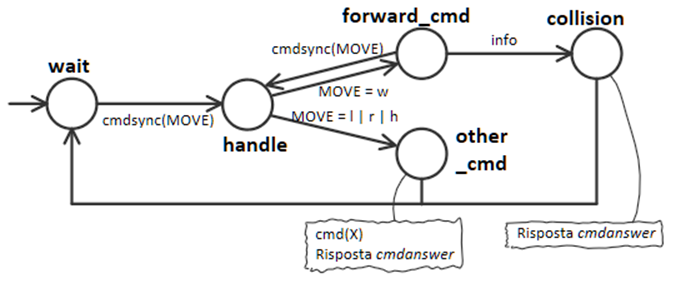 forward_cmd
collision
cmdsync(MOVE)
info
wait
MOVE = w
cmdsync(MOVE)
MOVE = l | r | h
handle
other
_cmd
cmd(X)
Risposta cmdanswer
Risposta cmdanswer